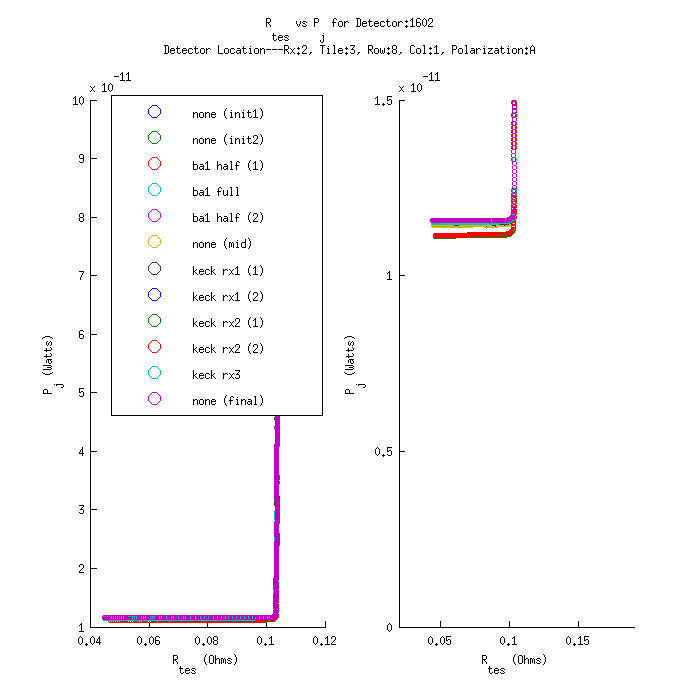 R tes vs P j for Detector:1602
Detector Location---Rx:2, Tile:3, Row:8, Col:1, Polarization:A
x 10^-11
10
9
8
7
6
5
4
3
2
1
0.04 0.06 0.08 0.1 0.12
P j (Watts)
R tes (Ohms)
none (init1)
none (init2)
ba1 half (1)
ba1 full
ba1 half (2)
none (mid)
keck rx1 (1)
keck rx1 (2)
keck rx2 (1)
keck rx2 (2)
keck rx3
none (final)
x 10^-11
1.5
1
0.5
0
0.05 0.1 0.15
P j (Watts)
R tes (Ohms)